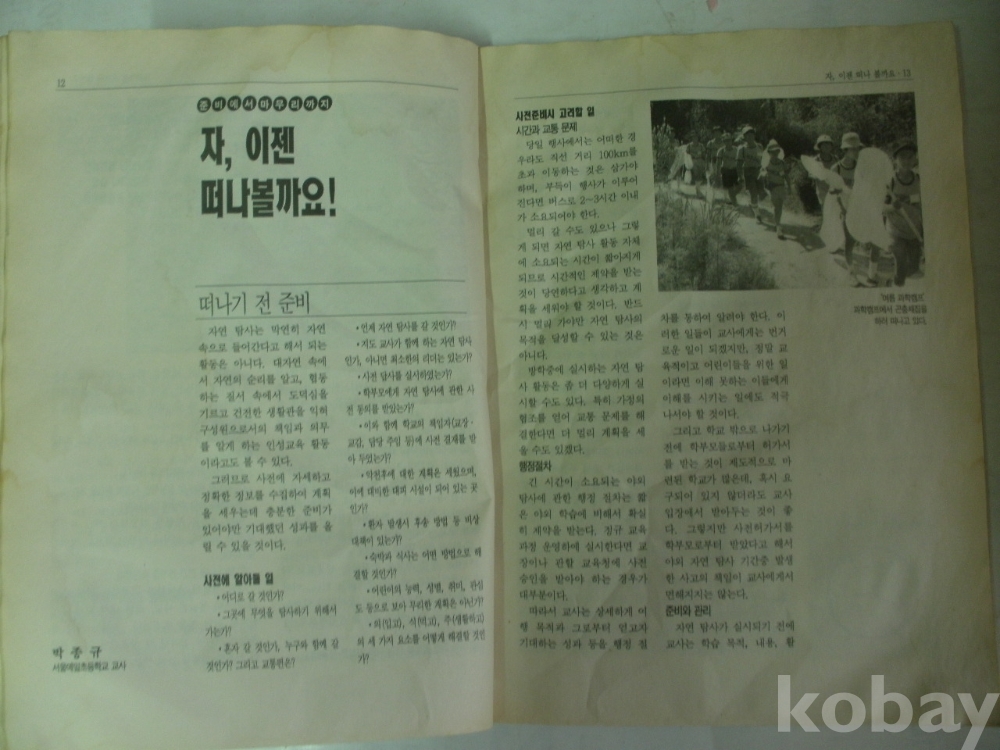 12
준비에서마무리까지
자, 이젠
떠나볼까요!
떠나기 전 준비
자연 탐사는 막연히 자연
속으로 들어간다고 해서 되는
활동은 아니다. 대자연 속에
서 자연의 순리를 알고, 협동
하는 질서 속에서 도덕심을
기르고 건전한 생활관을 익혀
구성원으로서의 책임과 의무
를 알게 하는 인성교육 활동
이라고도 볼 수 있다.
그러므로 사전에 자세하고
정확한 정보를 수집하여 계획
을 세우는데 충분한 준비가
있어야만 기대했던 성과를 올
릴 수 있을 것이다.
사전에 알아둘 일
• 어디로 갈 것인가?
• 그곳에 무엇을 탐사하기 위해서
가는가?
• 혼자 갈 것인가, 누구와 함께 갈
것인가? 그리고 교통편은?
• 언제 자연 탐사를 갈 것인가?
• 지도 교사가 함께 하는 자연 탐사
인가, 아니면 최소한의 리더는 있는가?
• 사전 답사를 실시하였는가?
• 학부모에게 자연 탐사에 관한 사
전 동의를 받았는가?
• 이와 함께 학교의 책임자(교장·
교감, 담당 주임 등)에 사전 결재를 받
아 두었는가?
• 악천후에 대한 계획은 세웠으며,
이에 대비한 대피 시설이 되어 있는 곳
인가?
• 환자 발생시 후송 방법 등 비상
대책이 있는가?
• 숙박과 식사는 어떤 방법으로 해
결할 것인가?
• 어린이의 능력, 성별, 취미, 관심
도 등으로 보아 무리한 계획은 아닌가?
• 의(입고), 식(먹고), 주(생활하고)
의 세 가지 요소를 어떻게 해결할 것인
가?
박 종 규
서울매일초등학교 교사
자, 이젠 떠나 볼까요 · 13
사전준비시 고려할 일
시간과 교통 문제
당일 행사에서는 어떠한 경
우라도 직선 거리 100km를
초과 이동하는 것은 삼가야
하며, 부득이 행사가 이루어
진다면 버스로 2~3시간 이내
가 소요되어야 한다.
멀리 갈 수도 있으나 그렇
게 되면 자연 탐사 활동 자체
에 소요되는 시간이 짧아지게
되므로 시간적인 제약을 받는
것이 당연하다고 생각하고 계
획을 세워야 할 것이다. 반드
시 멀리 가야만 자연 탐사의
목적을 달성할 수 있는 것은
아니다.
방학중에 실시하는 자연 탐
사 활동은 좀 더 다양하게 실
시할 수도 있다. 특히 가정의
협조를 얻어 교통 문제를 해
결한다면 더 멀리 계획을 세
울 수도 있겠다.
행정절차
긴 시간이 소요되는 야외
탐사에 관한 행정 절차는 짧
은 야외 학습에 비해서 확실
히 제약을 받는다. 정규 교육
과정 운영하에 실시한다면 교
장이나 관할 교육청에 사전
승인을 받아야 하는 경우가
대부분이다.
따라서 교사는 상세하게 여
행 목적과 그로부터 얻고자
기대하는 성과 등을 행정 절
'여름 과학캠프'
과학캠프에서 곤충채집을
하러 떠나고 있다.
차를 통하여 알려야 한다. 이
러한 일들이 교사에게는 번거
로운 일이 되겠지만, 정말 교
육적이고 어린이들을 위한 일
이라면 이해 못하는 이들에게
이해를 시키는 일에도 적극
나서야 할 것이다.
그리고 학교 밖으로 나가기
전에 학부모들로부터 허가서
를 받는 것이 제도적으로 마
련된 학교가 많은데, 혹시 요
구되어 있지 않더라도 교사
입장에서 받아두는 것이 좋
다. 그렇지만 사전허가서를
학부모로부터 받았다고 해서
야외 자연 탐사 기간중 발생
한 사고의 책임이 교사에게서
면해지지는 않는다.
준비와 관리
자연 탐사가 실시되기 전에
교사는 학습 목적, 내용, 활
kobay